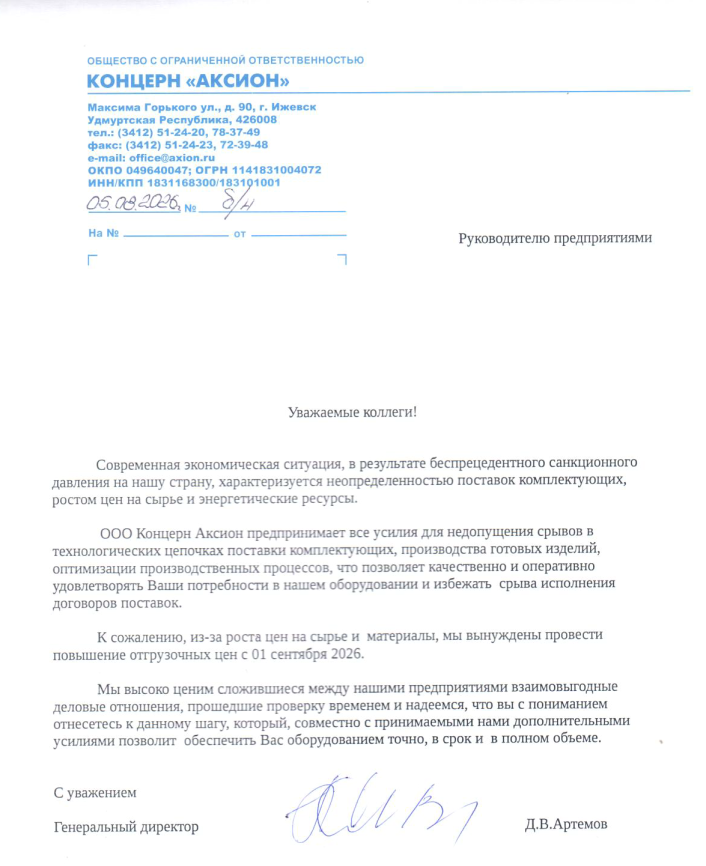 ОБЩЕСТВО С ОГРАНИЧЕННОЙ ОТВЕТСТВЕННОСТЬЮ
КОНЦЕРН «АКСИОН»
Максима Горького ул., д. 90, г. Ижевск
Удмуртская Республика, 426008
тел.: (3412) 51-24-20, 78-37-49
факс: (3412) 51-24-23, 72-39-48
e-mail: office@axion.ru
ОКПО 049640047; ОГРН 1141831004072
ИНН/КПП 1831168300/183101001
05.08.2026 № б/н
На № от
Руководителю предприятиями
Уважаемые коллеги!
Современная экономическая ситуация, в результате беспрецедентного санкционного
давления на нашу страну, характеризуется неопределенностью поставок комплектующих,
ростом цен на сырье и энергетические ресурсы.
ООО Концерн Аксион предпринимает все усилия для недопущения срывов в
технологических цепочках поставки комплектующих, производства готовых изделий,
оптимизации производственных процессов, что позволяет качественно и оперативно
удовлетворять Ваши потребности в нашем оборудовании и избежать срыва исполнения
договоров поставок.
К сожалению, из-за роста цен на сырье и материалы, мы вынуждены провести
повышение отгрузочных цен с 01 сентября 2026.
Мы высоко ценим сложившиеся между нашими предприятиями взаимовыгодные
деловые отношения, прошедшие проверку временем и надеемся, что вы с пониманием
отнесетесь к данному шагу, который, совместно с принимаемыми нами дополнительными
усилиями позволит обеспечить Вас оборудованием точно, в срок и в полном объеме.
С уважением
Генеральный директор Д.В.Артемов